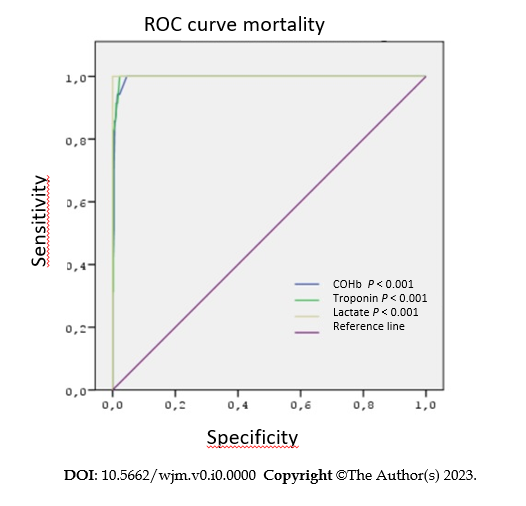 ROC curve mortality
1,0
0,8
0,6
0,4
0,2
0,0
Sensitivity
COHb P < 0.001
Troponin P < 0.001
Lactate P < 0.001
Reference line
0,0 0,2 0,4 0,6 0,8 1,0
Specificity
DOI: 10.5662/wjm.v0.i0.0000 Copyright ©The Author(s) 2023.